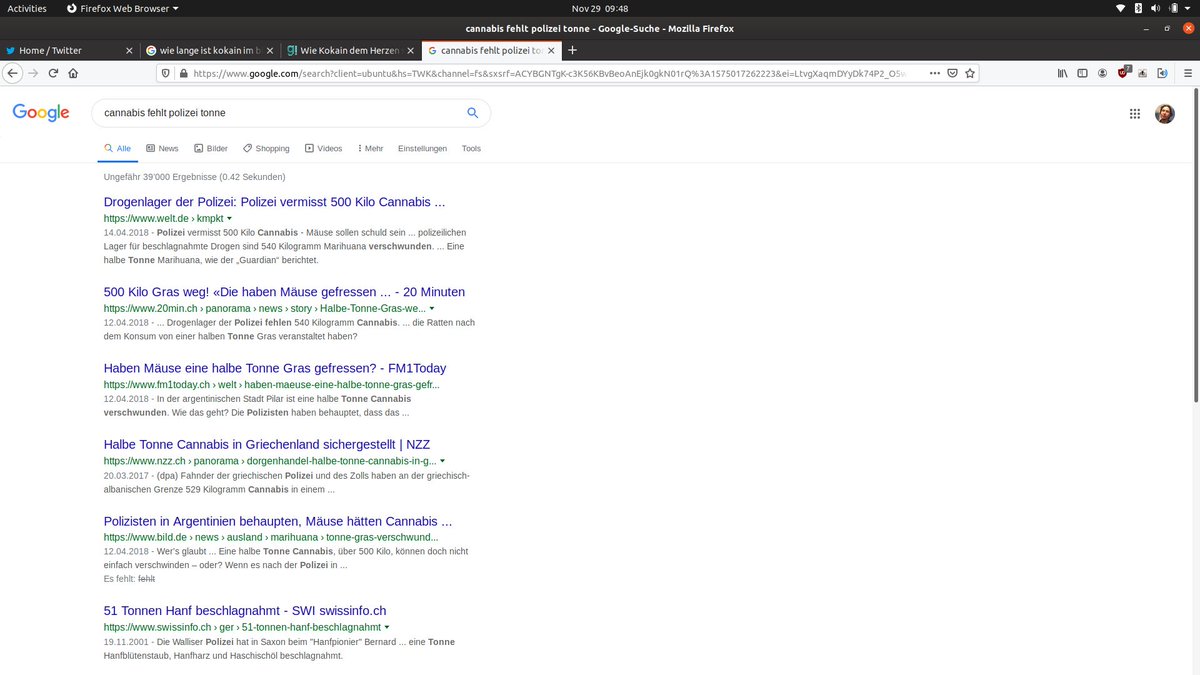 Activities Firefox Web Browser Nov 29 09:48
cannabis fehlt polizei tonne - Google-Suche - Mozilla Firefox
Home / Twitter wie lange ist kokain im b Wie Kokain dem Herzen cannabis fehlt polizei ton
https://www.google.com/search?client=ubuntu&hs=TWK&channel=fs&sxsrf=ACYBGNTgK-c3K56KBvBeoAnEjk0gkN01rQ%3A1575017262223&ei=LtvgXaqmDYyDk74P2_O5w
Google cannabis fehlt polizei tonne
Alle News Bilder Shopping Videos Mehr Einstellungen Tools
Ungefähr 39'000 Ergebnisse (0.42 Sekunden)
Drogenlager der Polizei: Polizei vermisst 500 Kilo Cannabis ...
https://www.welt.de › kmpkt
14.04.2018 - Polizei vermisst 500 Kilo Cannabis - Mäuse sollen schuld sein ... polizeilichen
Lager für beschlagnahmte Drogen sind 540 Kilogramm Marihuana verschwunden. ... Eine
halbe Tonne Marihuana, wie der „Guardian“ berichtet.
500 Kilo Gras weg! «Die haben Mäuse gefressen ... - 20 Minuten
https://www.20min.ch › panorama › news › story › Halbe-Tonne-Gras-we...
12.04.2018 - ... Drogenlager der Polizei fehlen 540 Kilogramm Cannabis. ... die Ratten nach
dem Konsum von einer halben Tonne Gras veranstaltet haben?
Haben Mäuse eine halbe Tonne Gras gefressen? - FM1Today
https://www.fm1today.ch › welt › haben-maeuse-eine-halbe-tonne-gras-gefr...
12.04.2018 - In der argentinischen Stadt Pilar ist eine halbe Tonne Cannabis
verschwunden. Wie das geht? Die Polizisten haben behauptet, dass das ...
Halbe Tonne Cannabis in Griechenland sichergestellt | NZZ
https://www.nzz.ch › panorama › dorgenhandel-halbe-tonne-cannabis-in-g...
20.03.2017 - (dpa) Fahnder der griechischen Polizei und des Zolls haben an der griechisch-
albanischen Grenze 529 Kilogramm Cannabis in einem ...
Polizisten in Argentinien behaupten, Mäuse hätten Cannabis ...
https://www.bild.de › news › ausland › marihuana › tonne-gras-verschwund...
12.04.2018 - Wer's glaubt ... Eine halbe Tonne Cannabis, über 500 Kilo, können doch nicht
einfach verschwinden – oder? Wenn es nach der Polizei in ...
Es fehlt: fehlt
51 Tonnen Hanf beschlagnahmt - SWI swissinfo.ch
https://www.swissinfo.ch › ger › 51-tonnen-hanf-beschlagnahmt
19.11.2001 - Die Walliser Polizei hat in Saxon beim "Hanfpionier" Bernard ... eine Tonne
Hanfblütenstaub, Hanfharz und Haschischöl beschlagnahmt.